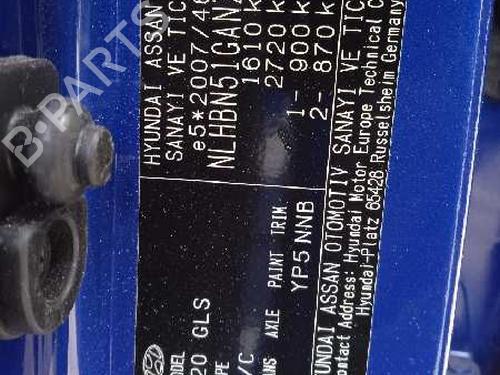 HYUNDAI ASSAN
SANAYI VE TIC
e5*2007/46
NLHBN51GAN
1610
2720 k
1- 900 k
2- 870 k
MODEL PAINT TRIM
20 GLS YP5 NNB
/C AXLE
HYUNDAI ASSAN OTOMOTIV SANAYI VE TIC
Contact Address: Hyundai Motor Europe Technical C
Hyundai-Platz 65428 Russelsheim Germany